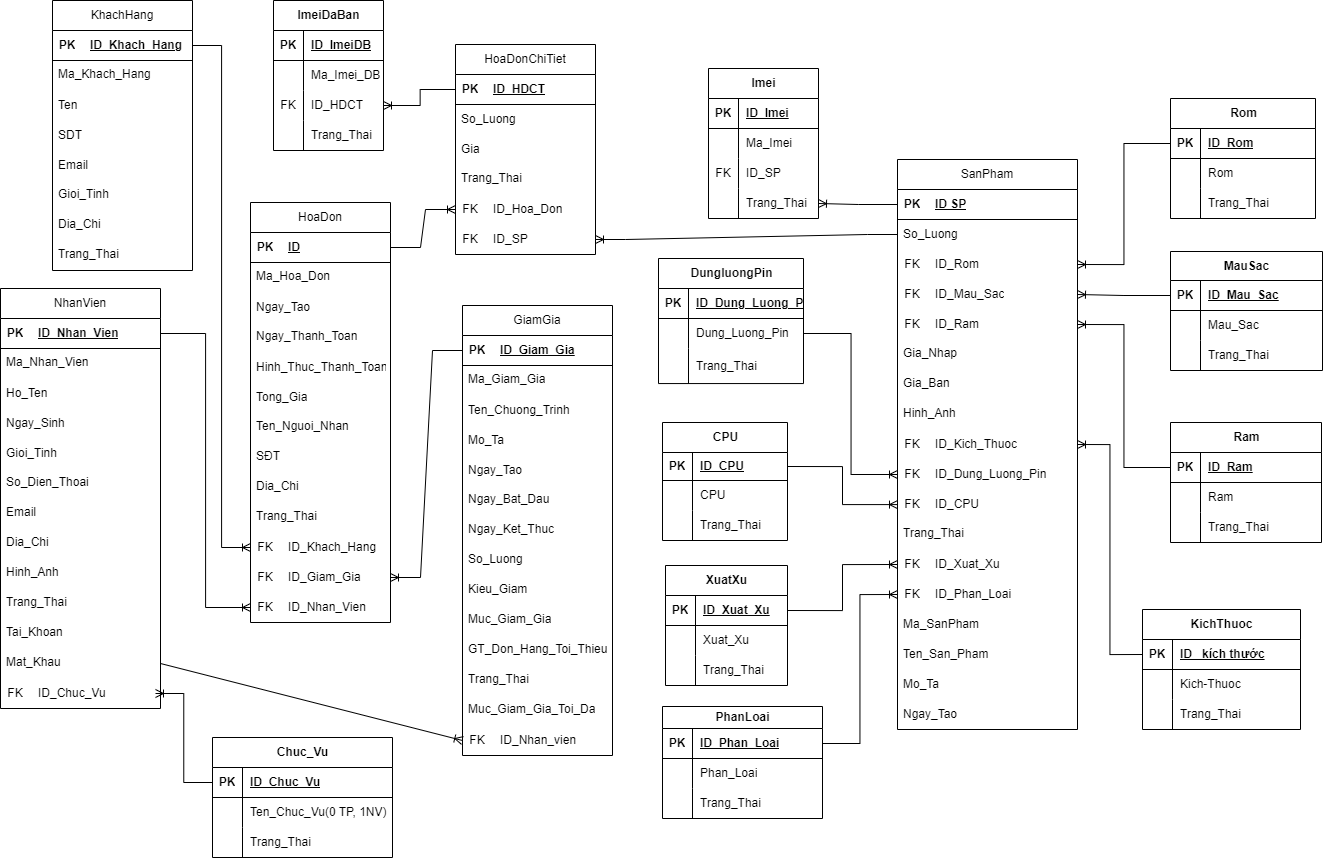 KhachHang
PK ID_Khach_Hang
Ma_Khach_Hang
Ten
SDT
Email
Gioi_Tinh
Dia_Chi
Trang_Thai
ImeiDaBan
PK ID_ImeiDB
Ma_Imei_DB
FK ID_HDCT
Trang_Thai
HoaDonChiTiet
PK ID_HDCT
So_Luong
Gia
Trang_Thai
FK ID_Hoa_Don
FK ID_SP
Imei
PK ID_Imei
Ma_Imei
FK ID_SP
Trang_Thai
Rom
PK ID_Rom
Rom
Trang_Thai
SanPham
PK ID_SP
So_Luong
FK ID_Rom
FK ID_Mau_Sac
FK ID_Ram
Gia_Nhap
Gia_Ban
Hinh_Anh
FK ID_Kich_Thuoc
FK ID_Dung_Luong_Pin
FK ID_CPU
Trang_Thai
FK ID_Xuat_Xu
FK ID_Phan_Loai
Ma_SanPham
Ten_San_Pham
Mo_Ta
Ngay_Tao
HoaDon
PK ID
Ma_Hoa_Don
Ngay_Tao
Ngay_Thanh_Toan
Hinh_Thuc_Thanh_Toan
Tong_Gia
Ten_Nguoi_Nhan
SĐT
Dia_Chi
Trang_Thai
FK ID_Khach_Hang
FK ID_Giam_Gia
FK ID_Nhan_Vien
NhanVien
PK ID_Nhan_Vien
Ma_Nhan_Vien
Ho_Ten
Ngay_Sinh
Gioi_Tinh
So_Dien_Thoai
Email
Dia_Chi
Hinh_Anh
Trang_Thai
Tai_Khoan
Mat_Khau
FK ID_Chuc_Vu
GiamGia
PK ID_Giam_Gia
Ma_Giam_Gia
Ten_Chuong_Trinh
Mo_Ta
Ngay_Tao
Ngay_Bat_Dau
Ngay_Ket_Thuc
So_Luong
Kieu_Giam
Muc_Giam_Gia
GT_Don_Hang_Toi_Thieu
Trang_Thai
Muc_Giam_Gia_Toi_Da
FK ID_Nhan_vien
DungluongPin
PK ID_Dung_Luong_P
Dung_Luong_Pin
Trang_Thai
MauSac
PK ID_Mau_Sac
Mau_Sac
Trang_Thai
CPU
PK ID_CPU
CPU
Trang_Thai
Ram
PK ID_Ram
Ram
Trang_Thai
XuatXu
PK ID_Xuat_Xu
Xuat_Xu
Trang_Thai
KichThuoc
PK ID_ kích thước
Kich-Thuoc
Trang_Thai
PhanLoai
PK ID_Phan_Loai
Phan_Loai
Trang_Thai
Chuc_Vu
PK ID_Chuc_Vu
Ten_Chuc_Vu(0 TP, 1NV)
Trang_Thai